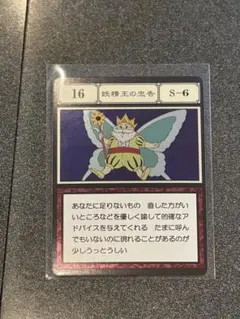 16 妖精王の忠告 S-6
あなたに足りないもの 直した方がい
いところなどを優しく諭して的確なア
ドバイスを与えてくれる たまに呼ん
でもいないのに現れることがあるのが
少しうっとうしい